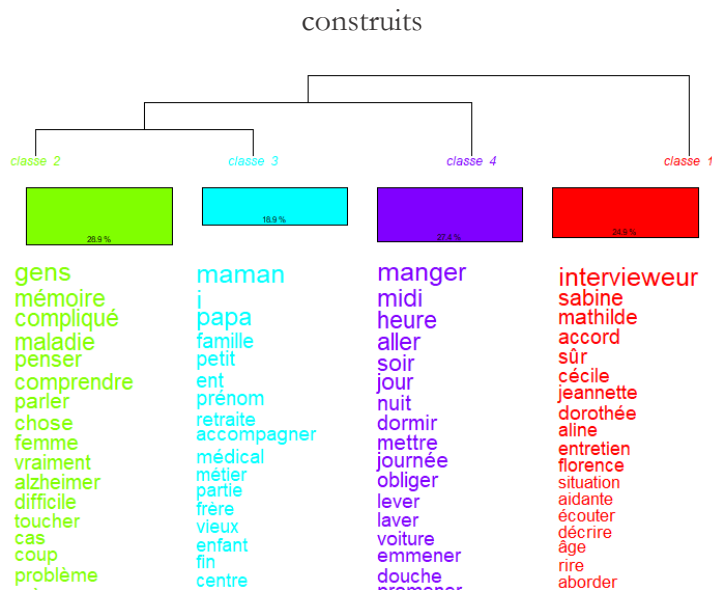 construits
classe 2
classe 3
classe 4
classe 1
28.9 %
18.9 %
27.4 %
24.9 %
gens
mémoire
compliqué
maladie
penser
comprendre
parler
chose
femme
vraiment
alzheimer
difficile
toucher
cas
coup
problème
maman
j
papa
famille
petit
ent
prénom
retraite
accompagner
médical
métier
partie
frère
vieux
enfant
fin
centre
manger
midi
heure
aller
soir
jour
nuit
dormir
mettre
journée
obliger
lever
laver
voiture
emmener
douche
promener
intervieweur
sabine
mathilde
accord
sûr
cécile
jeannette
dorothée
aline
entretien
florence
situation
aidante
écouter
décrire
âge
rire
aborder